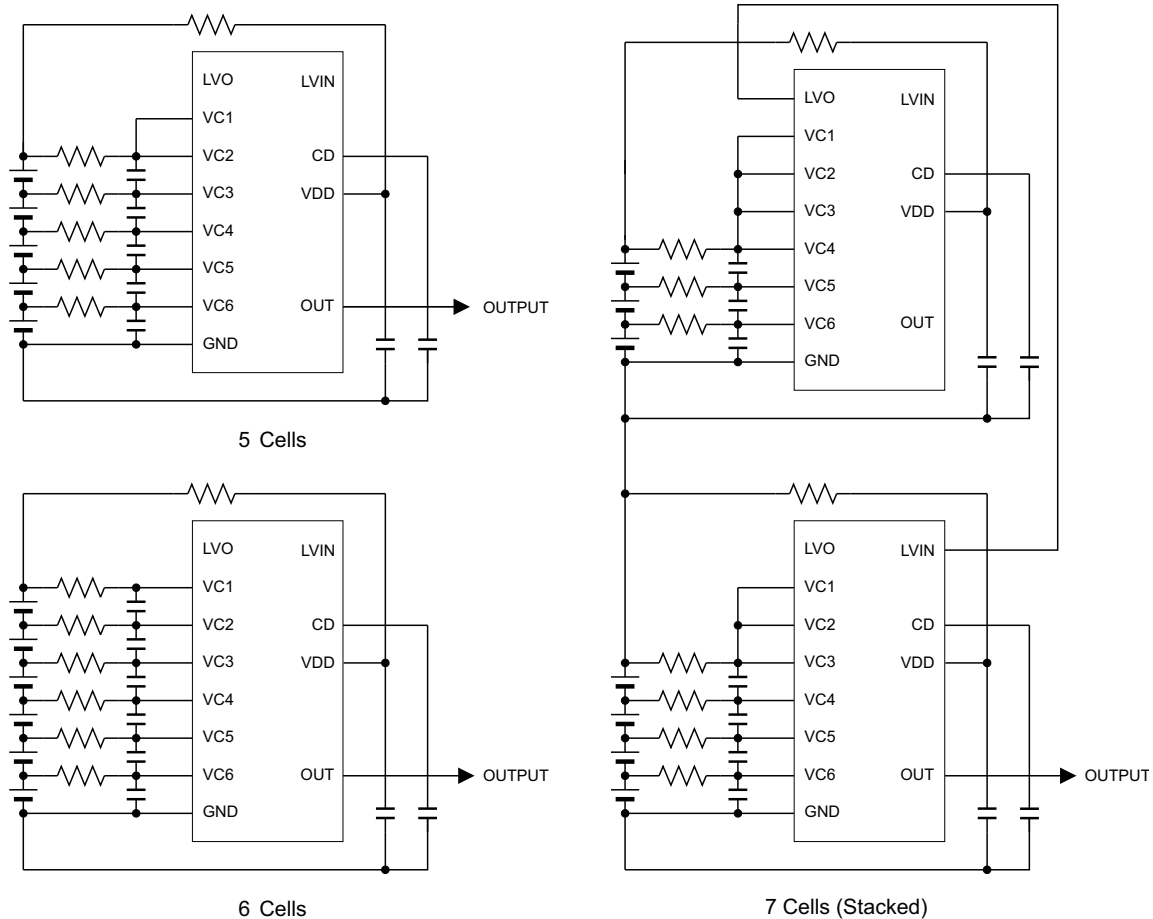 LVO LVIN
VC1
VC2 CD
VC3 VDD
VC4
VC5
VC6 OUT OUTPUT
GND
5 Cells
LVO LVIN
VC1
VC2 CD
VC3 VDD
VC4
VC5
VC6 OUT OUTPUT
GND
6 Cells
LVO LVIN
VC1
VC2 CD
VC3 VDD
VC4
VC5
VC6 OUT
GND
LVO LVIN
VC1
VC2 CD
VC3 VDD
VC4
VC5
VC6 OUT OUTPUT
GND
7 Cells (Stacked)